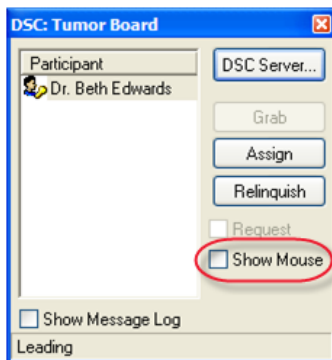 DSC: Tumor Board
Participant
Dr. Beth Edwards
DSC Server...
Grab
Assign
Relinquish
Request
Show Mouse
Show Message Log
Leading